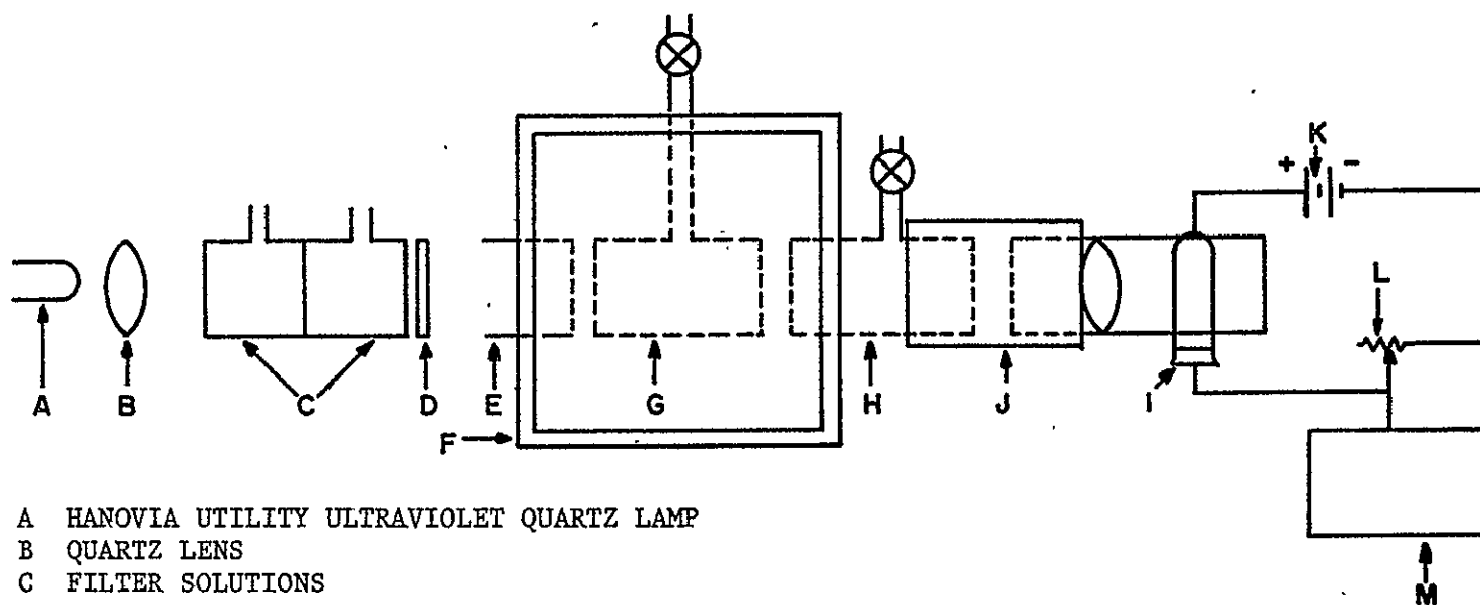 K
+ -
L
A B C D E G H J I
F
M
A HANOVIA UTILITY ULTRAVIOLET QUARTZ LAMP
B QUARTZ LENS
C FILTER SOLUTIONS